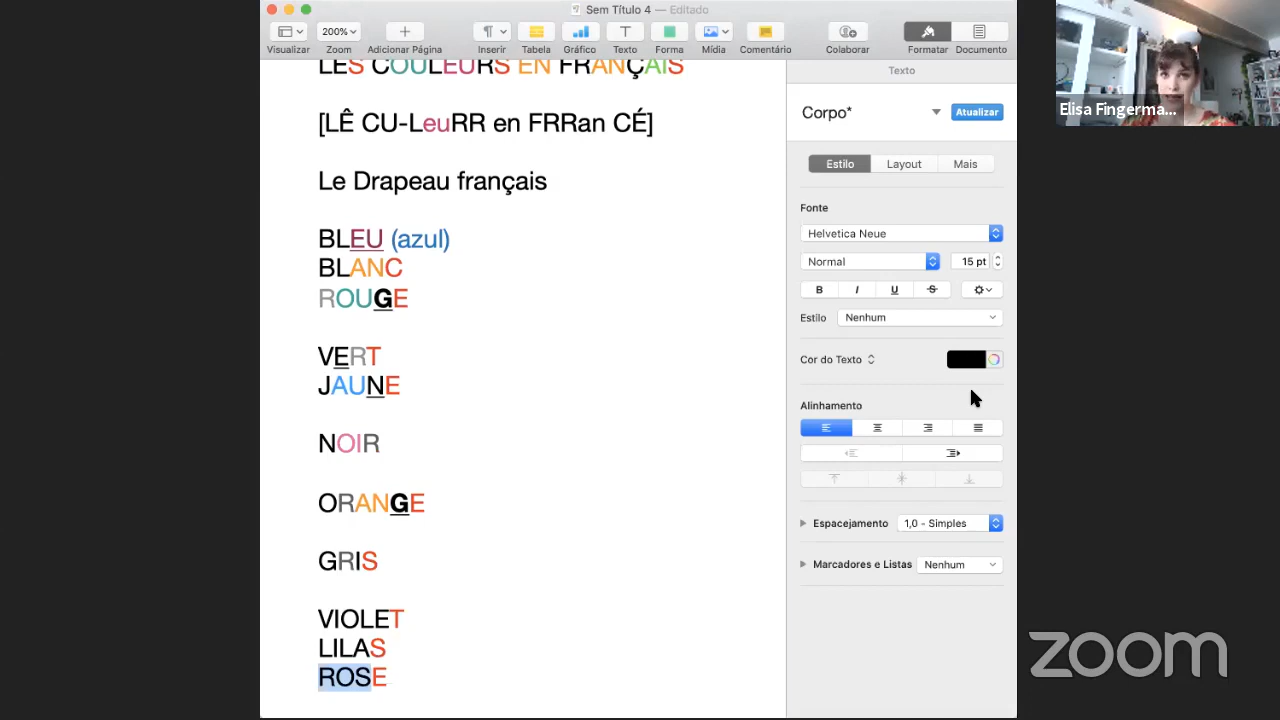 Sem Título 4 — Editado
200%
Visualizar Zoom Adicionar Página Inserir Tabela Gráfico Texto Forma Mídia Comentário Colaborar Formatar Documento
LES COULEURS EN FRANÇAIS
[LÊ CU-LeuRR en FRRan CÉ]
Le Drapeau français
BLEU (azul)
BLANC
ROUGE
VERT
JAUNE
NOIR
ORANGE
GRIS
VIOLET
LILAS
ROSE
Texto
Corpo* Atualizar
Estilo Layout Mais
Fonte
Helvetica Neue
Normal 15 pt
B I U S
Estilo Nenhum
Cor do Texto
Alinhamento
Espacejamento 1,0 - Simples
Marcadores e Listas Nenhum
Elisa Fingerma...
zoom